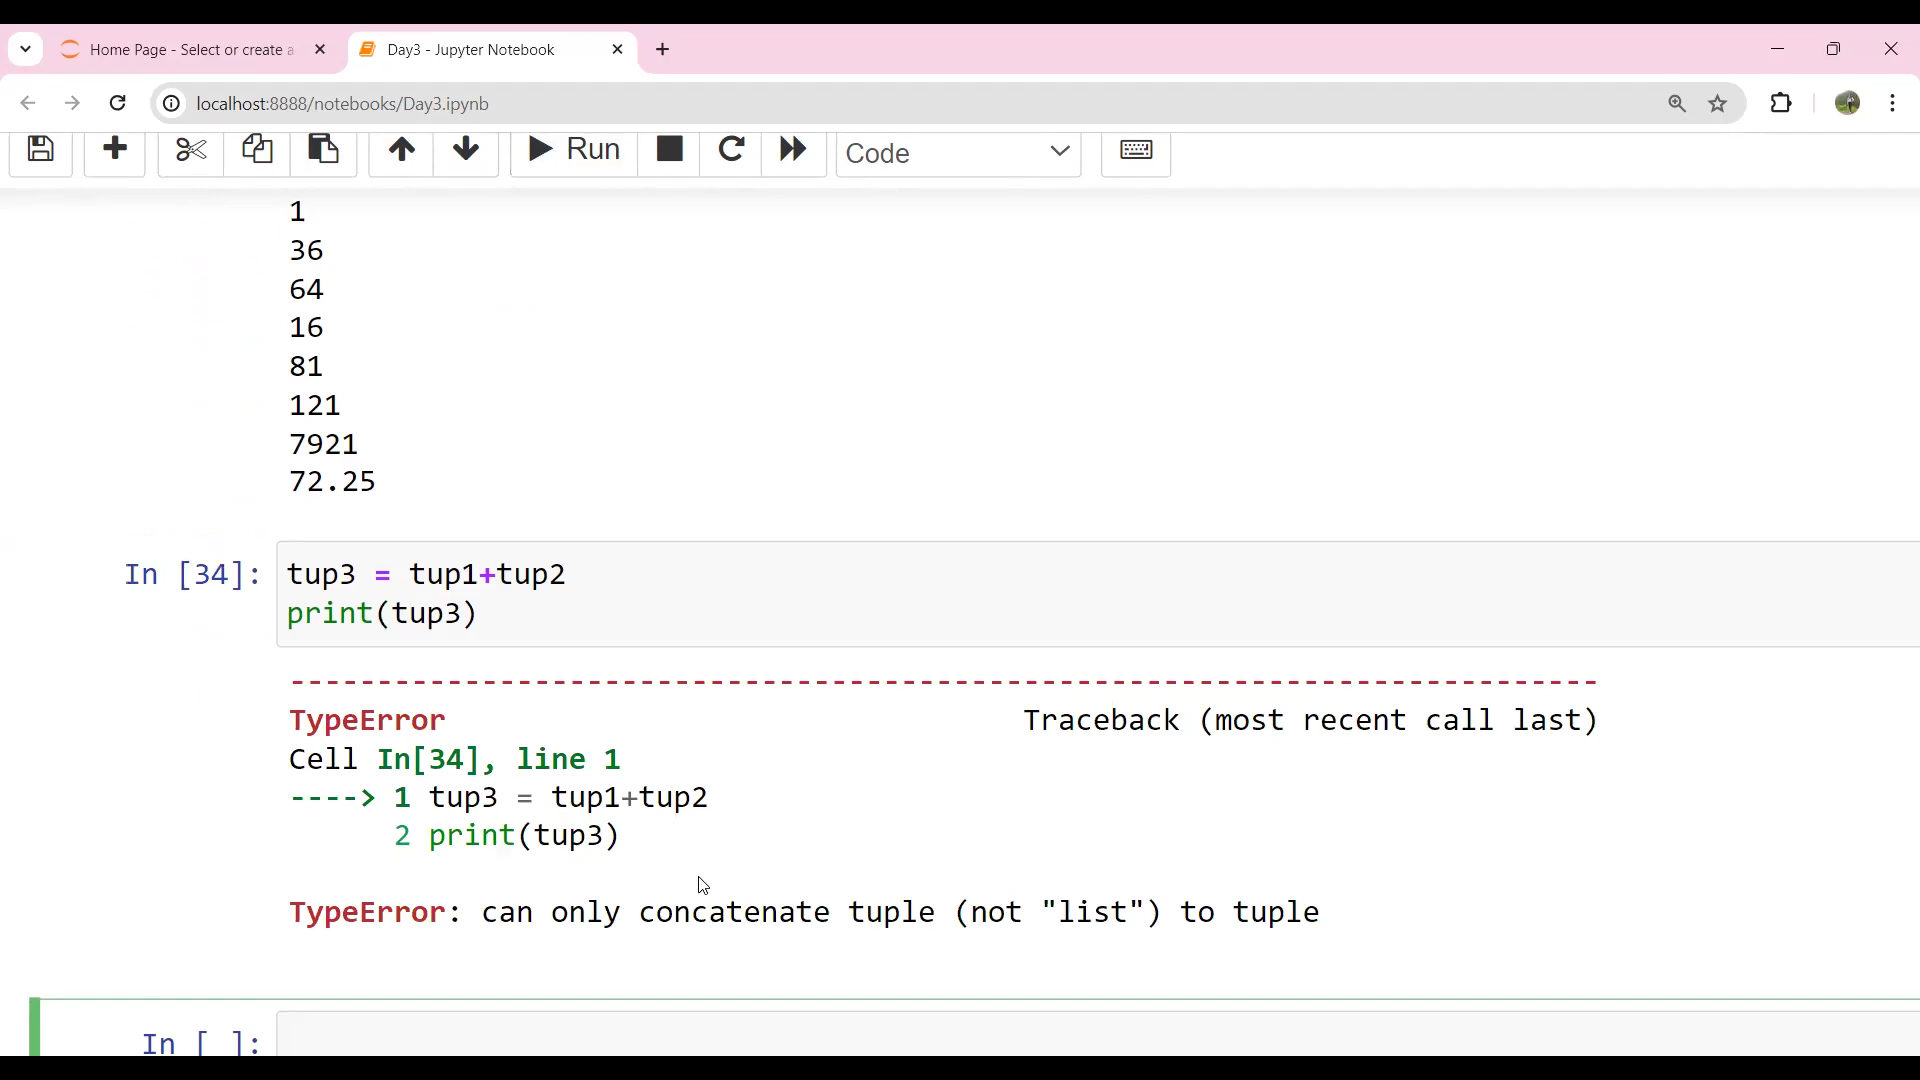 Home Page - Select or create a
Day3 - Jupyter Notebook
localhost:8888/notebooks/Day3.ipynb
Run
Code
1
36
64
16
81
121
7921
72.25
In [34]: tup3 = tup1+tup2
print(tup3)
---------------------------------------------------------------------------
TypeError Traceback (most recent call last)
Cell In[34], line 1
----> 1 tup3 = tup1+tup2
2 print(tup3)
TypeError: can only concatenate tuple (not "list") to tuple
In [ ]: